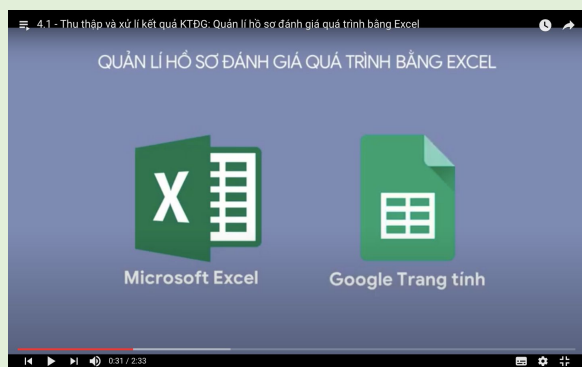 4.1 - Thu thập và xử lí kết quả KTĐG: Quản lí hồ sơ đánh giá quá trình bằng Excel
QUẢN LÍ HỒ SƠ ĐÁNH GIÁ QUÁ TRÌNH BẰNG EXCEL
X
Microsoft Excel
Google Trang tính
0:31 / 2:33